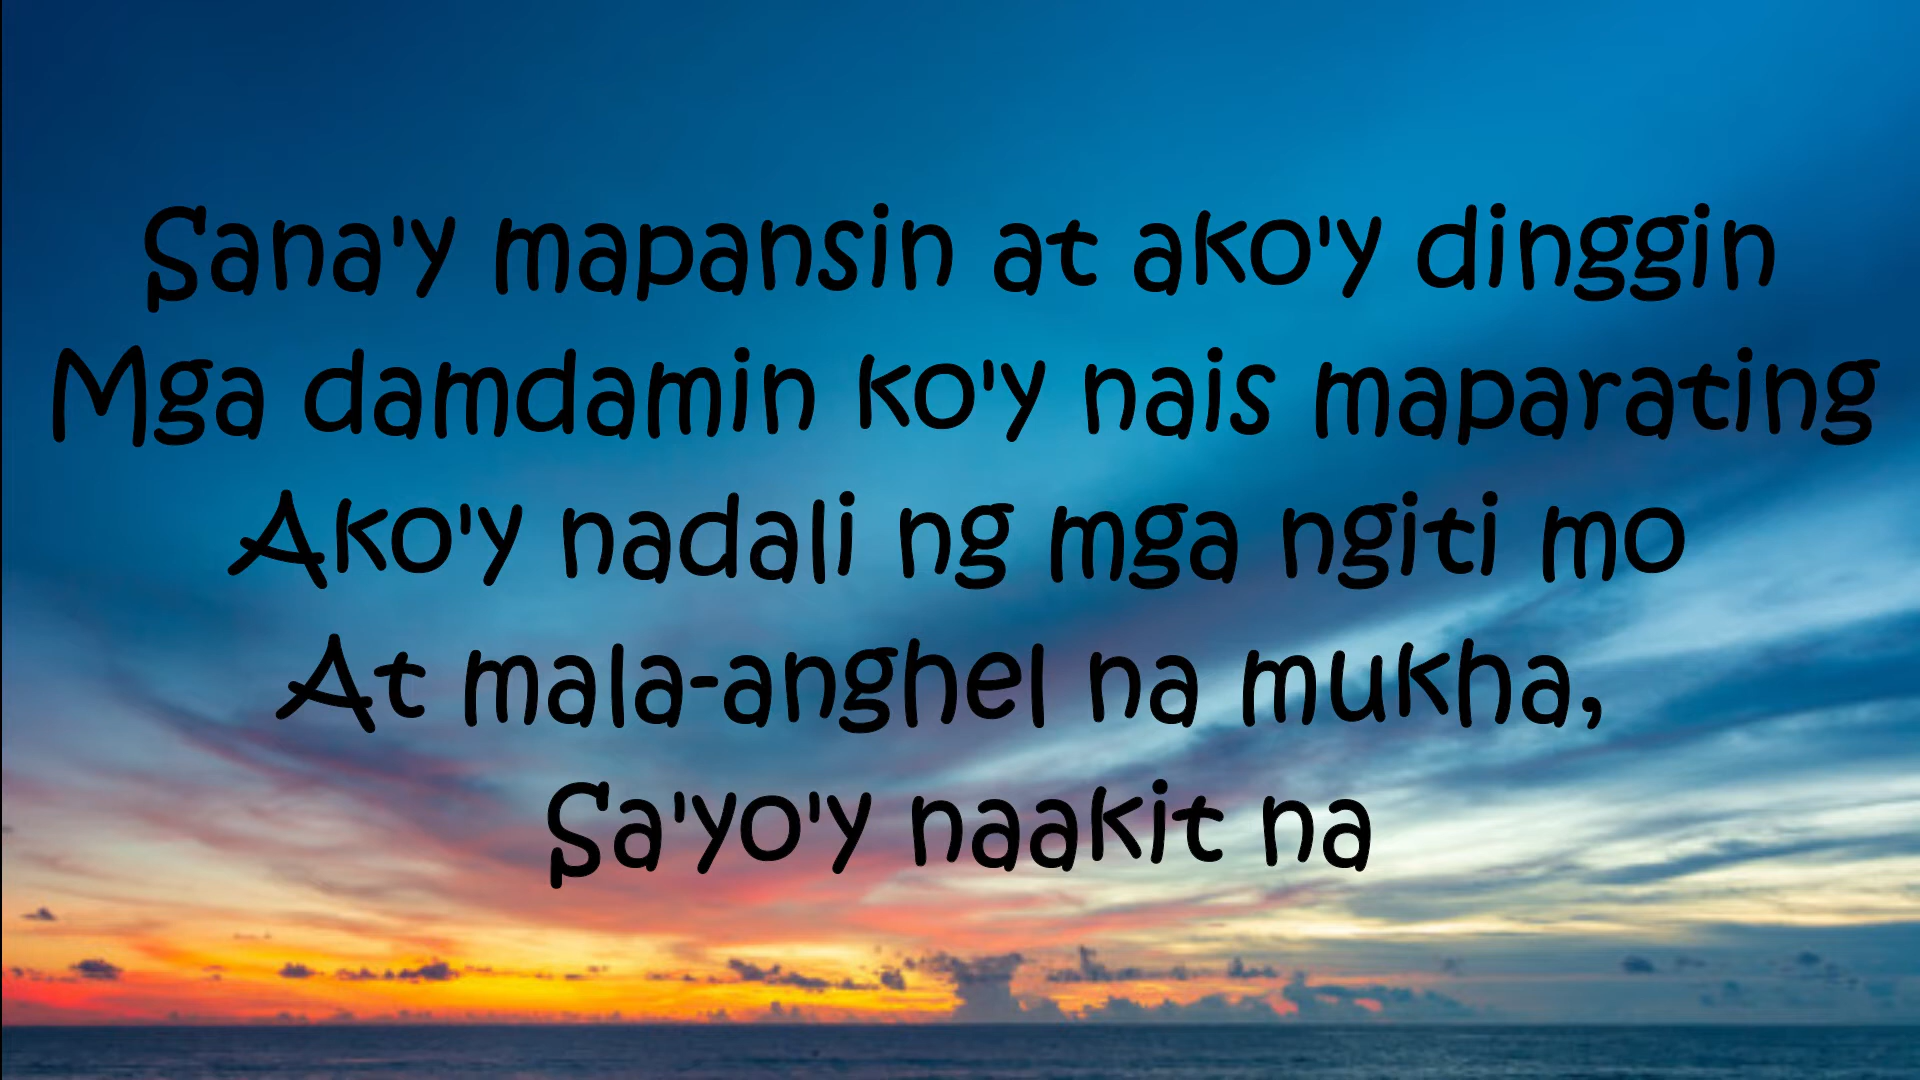 Sana'y mapansin at ako'y dinggin
Mga damdamin ko'y nais maparating
Ako'y nadali ng mga ngiti mo
At mala-anghel na mukha,
Sa'yo'y naakit na